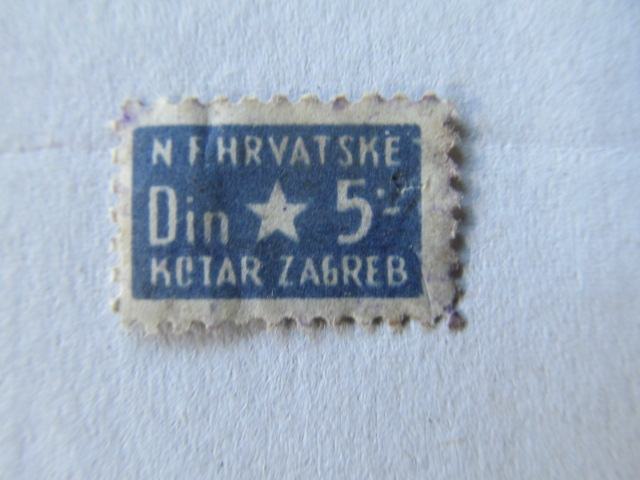 N F HRVATSKE
Din ★ 5:-
KOTAR ZAGREB